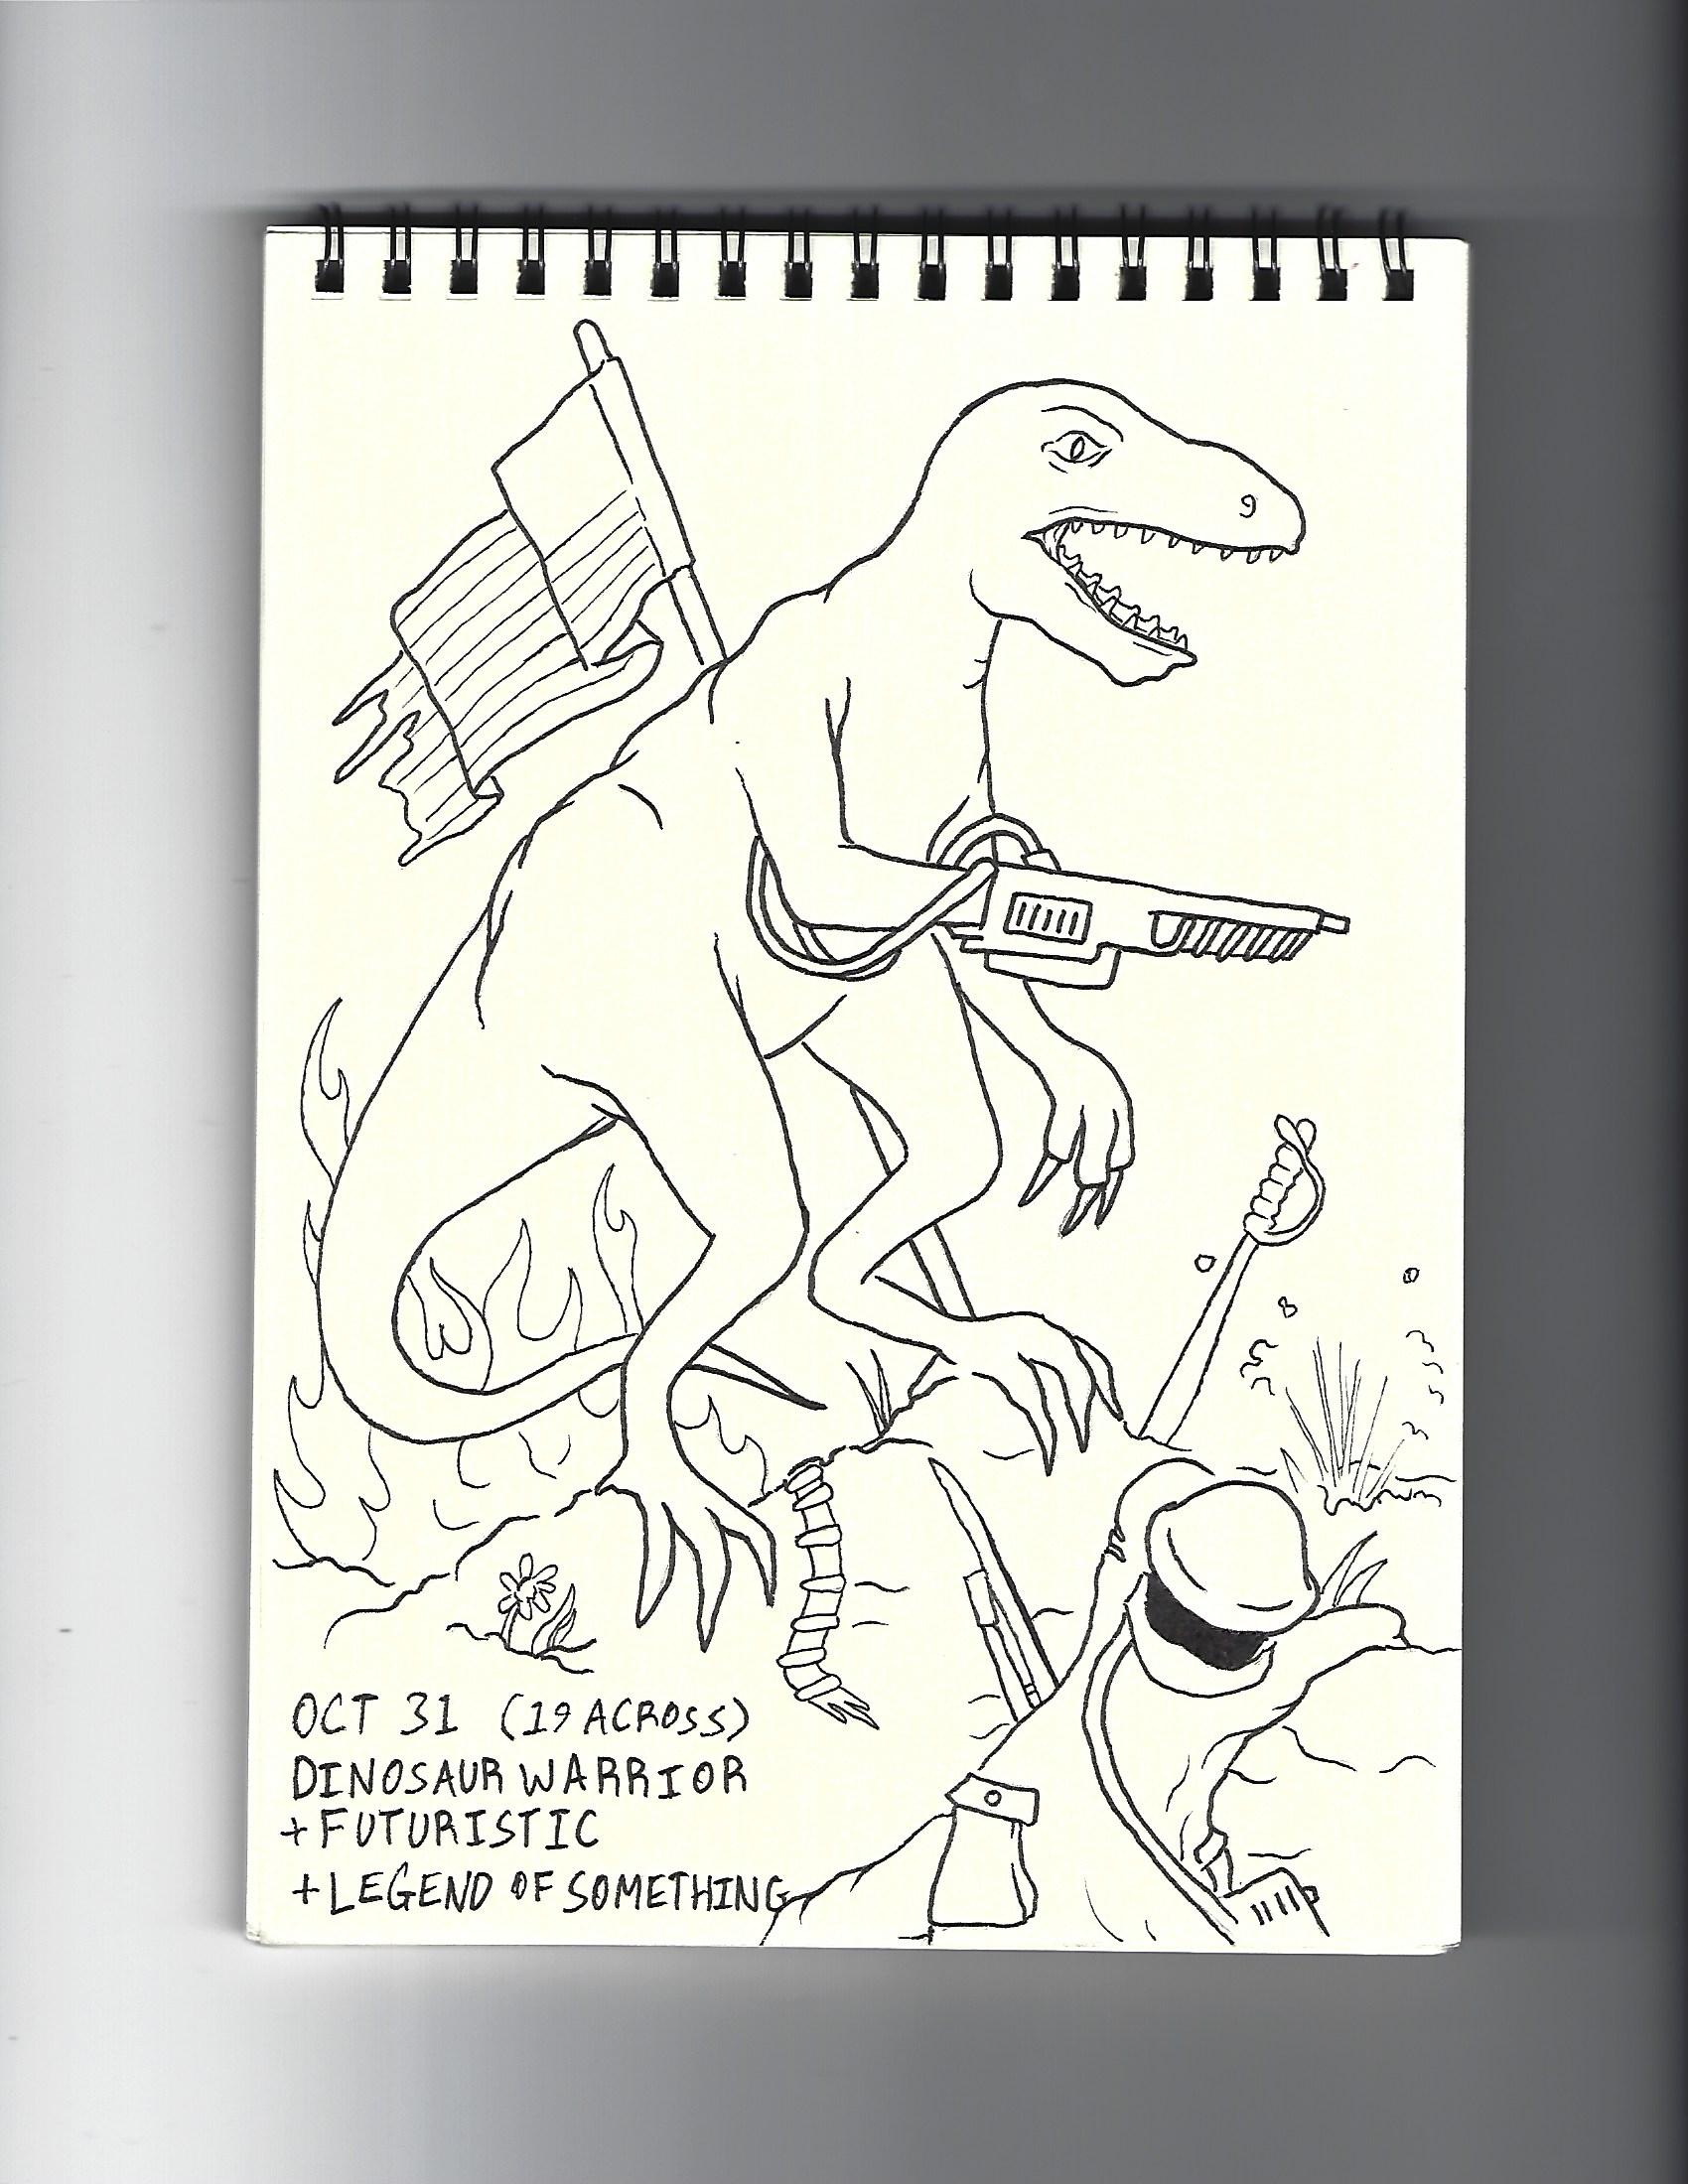 OCT 31 (19 ACROSS)
DINOSAUR WARRIOR
+ FUTURISTIC
+ LEGEND OF SOMETHING